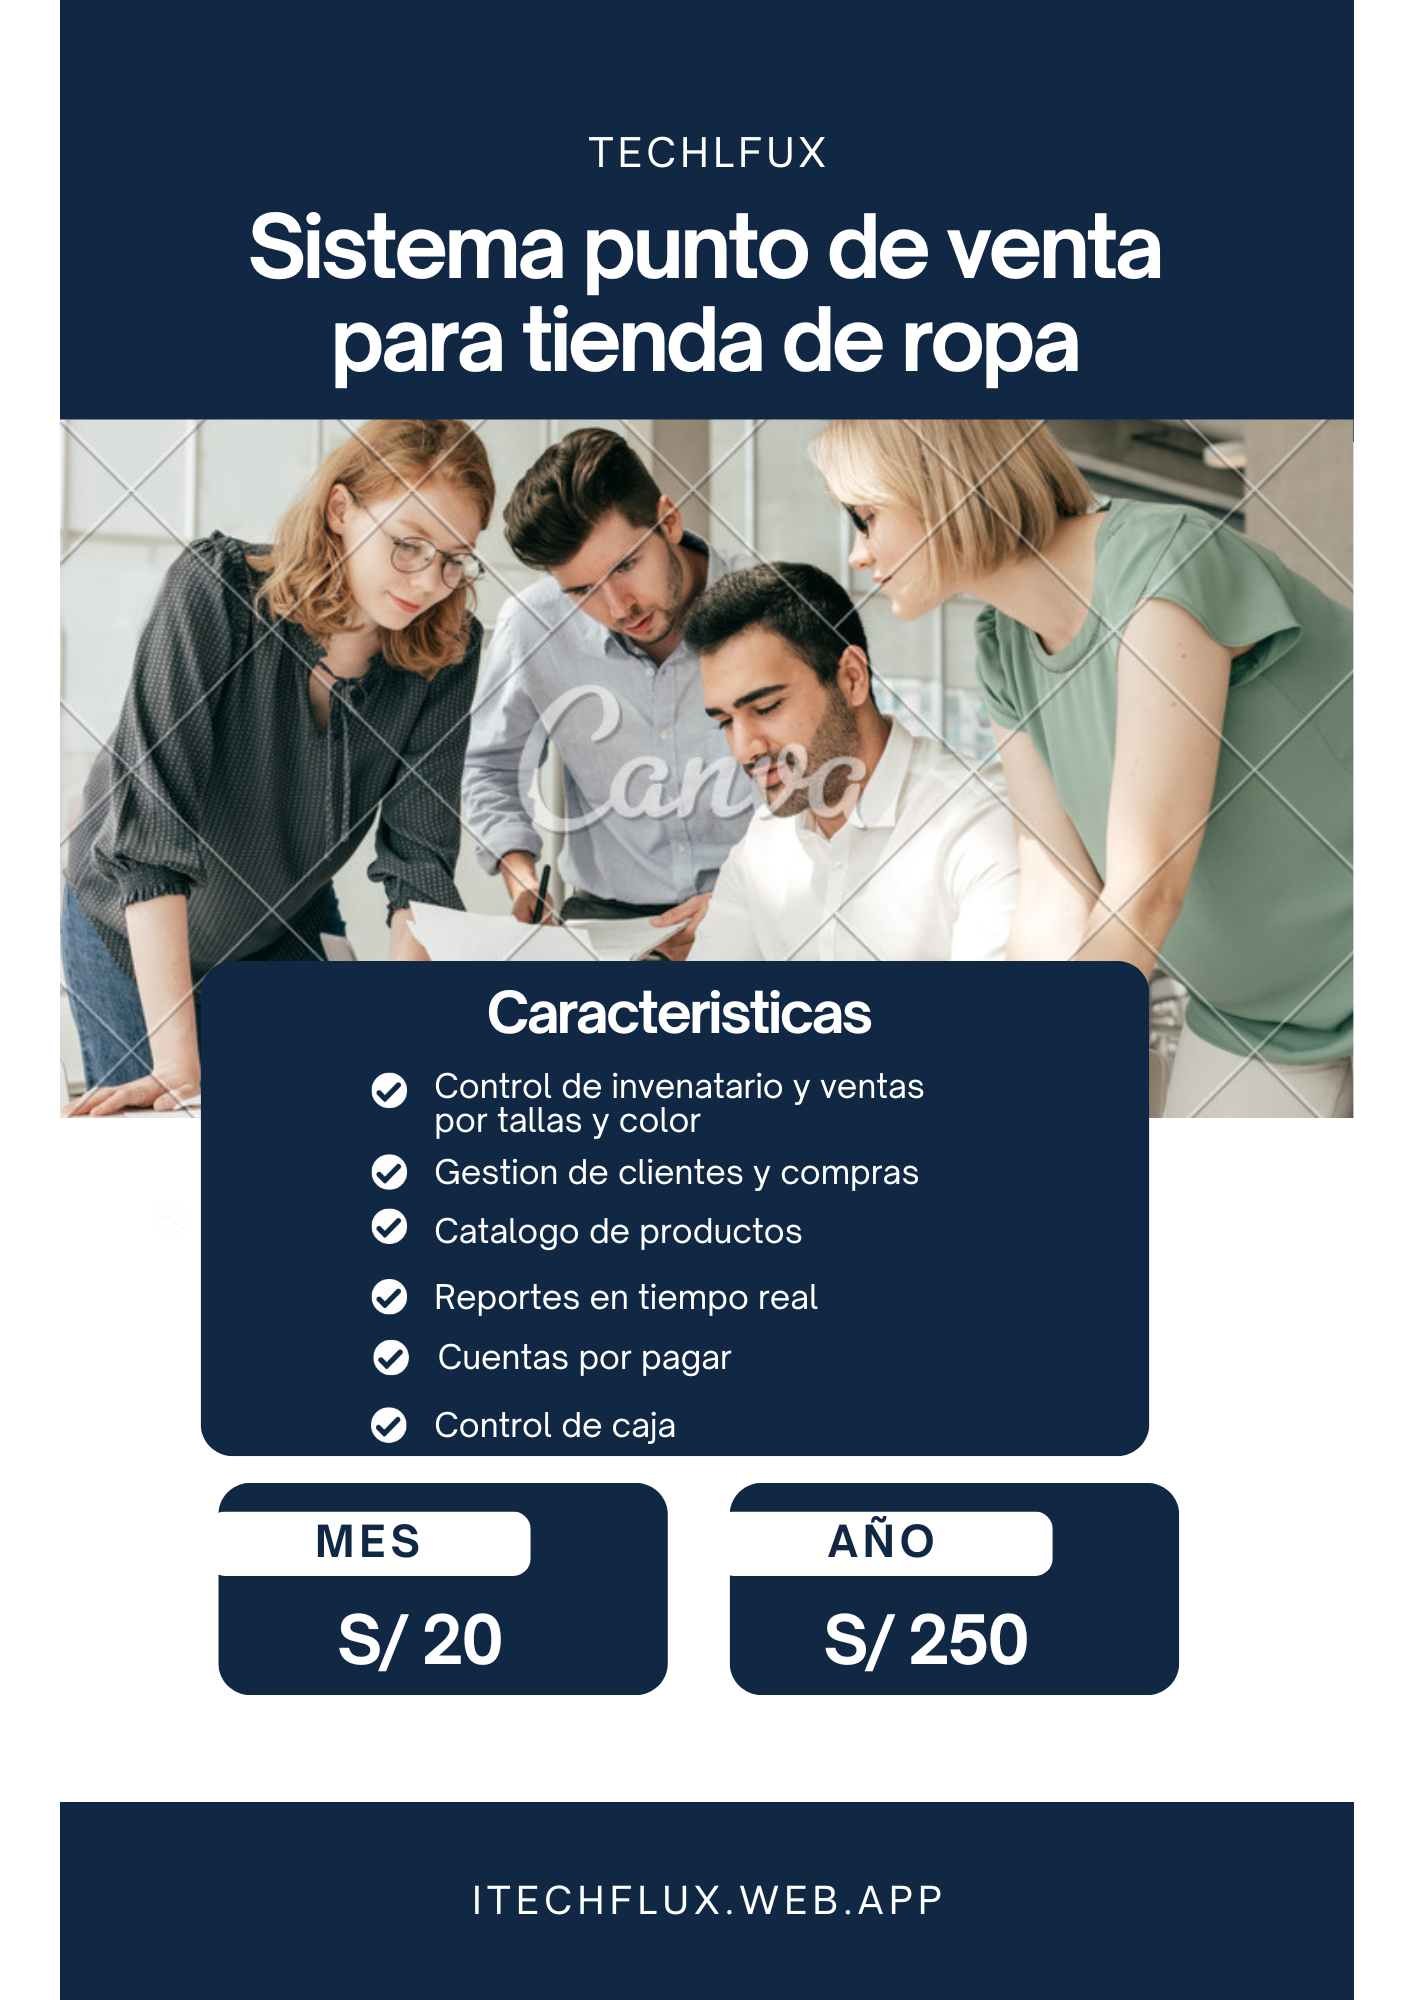 TECHLFUX
Sistema punto de venta
para tienda de ropa
Canva
Caracteristicas
Control de invenatario y ventas
por tallas y color
Gestion de clientes y compras
Catalogo de productos
Reportes en tiempo real
Cuentas por pagar
Control de caja
MES
S/ 20
AÑO
S/ 250
ITECHFLUX.WEB.APP